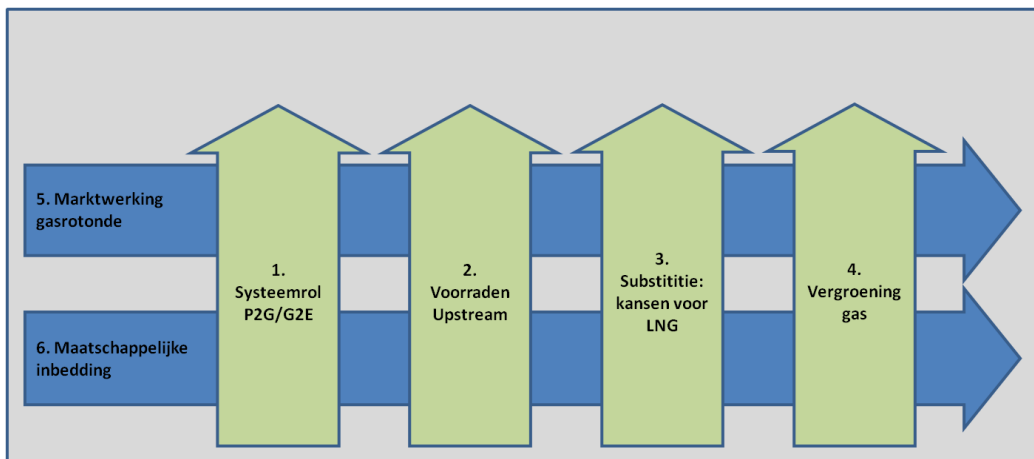 5. Marktwerking
gasrotonde
6. Maatschappelijke
inbedding
1.
Systeemrol
P2G/G2E
2.
Voorraden
Upstream
3.
Substititie:
kansen voor
LNG
4.
Vergroening
gas